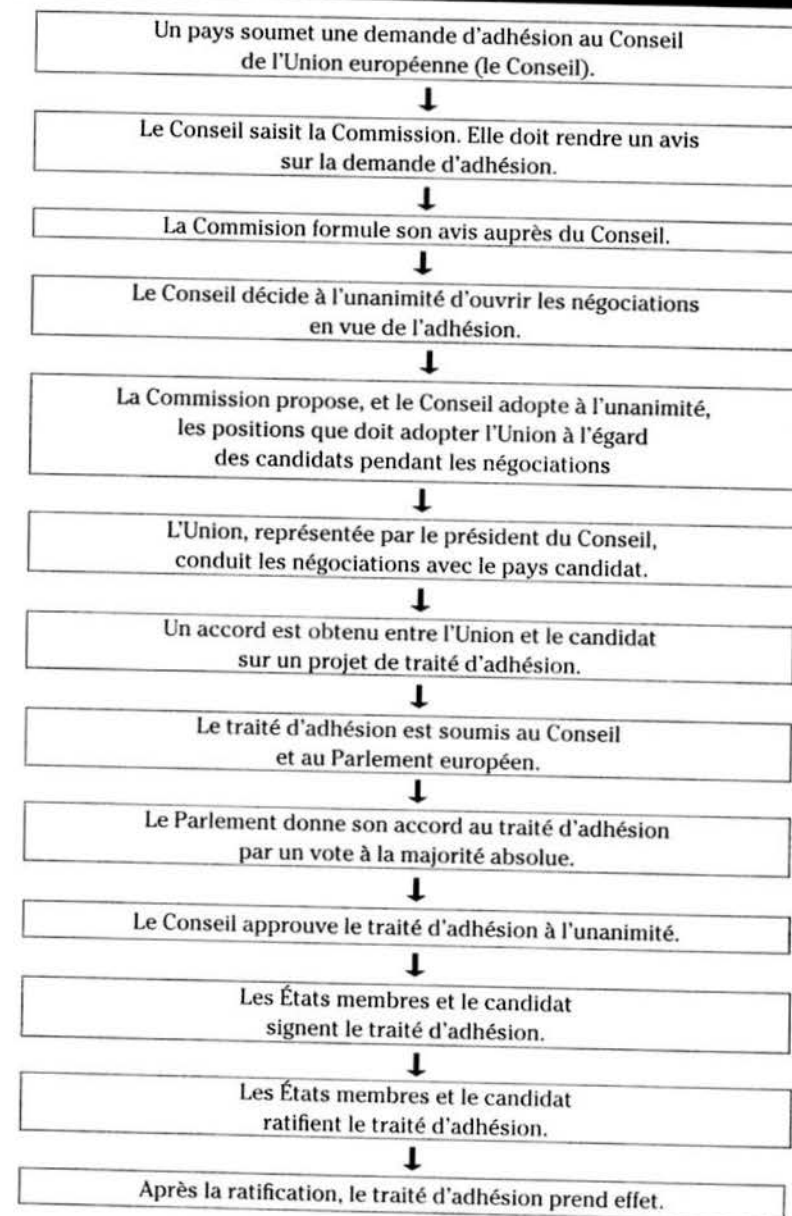 Un pays soumet une demande d'adhésion au Conseil
de l'Union européenne (le Conseil).
Le Conseil saisit la Commission. Elle doit rendre un avis
sur la demande d'adhésion.
La Commision formule son avis auprès du Conseil.
Le Conseil décide à l'unanimité d'ouvrir les négociations
en vue de l'adhésion.
La Commission propose, et le Conseil adopte à l'unanimité,
les positions que doit adopter l'Union à l'égard
des candidats pendant les négociations
L'Union, représentée par le président du Conseil,
conduit les négociations avec le pays candidat.
Un accord est obtenu entre l'Union et le candidat
sur un projet de traité d'adhésion.
Le traité d'adhésion est soumis au Conseil
et au Parlement européen.
Le Parlement donne son accord au traité d'adhésion
par un vote à la majorité absolue.
Le Conseil approuve le traité d'adhésion à l'unanimité.
Les États membres et le candidat
signent le traité d'adhésion.
Les États membres et le candidat
ratifient le traité d'adhésion.
Après la ratification, le traité d'adhésion prend effet.